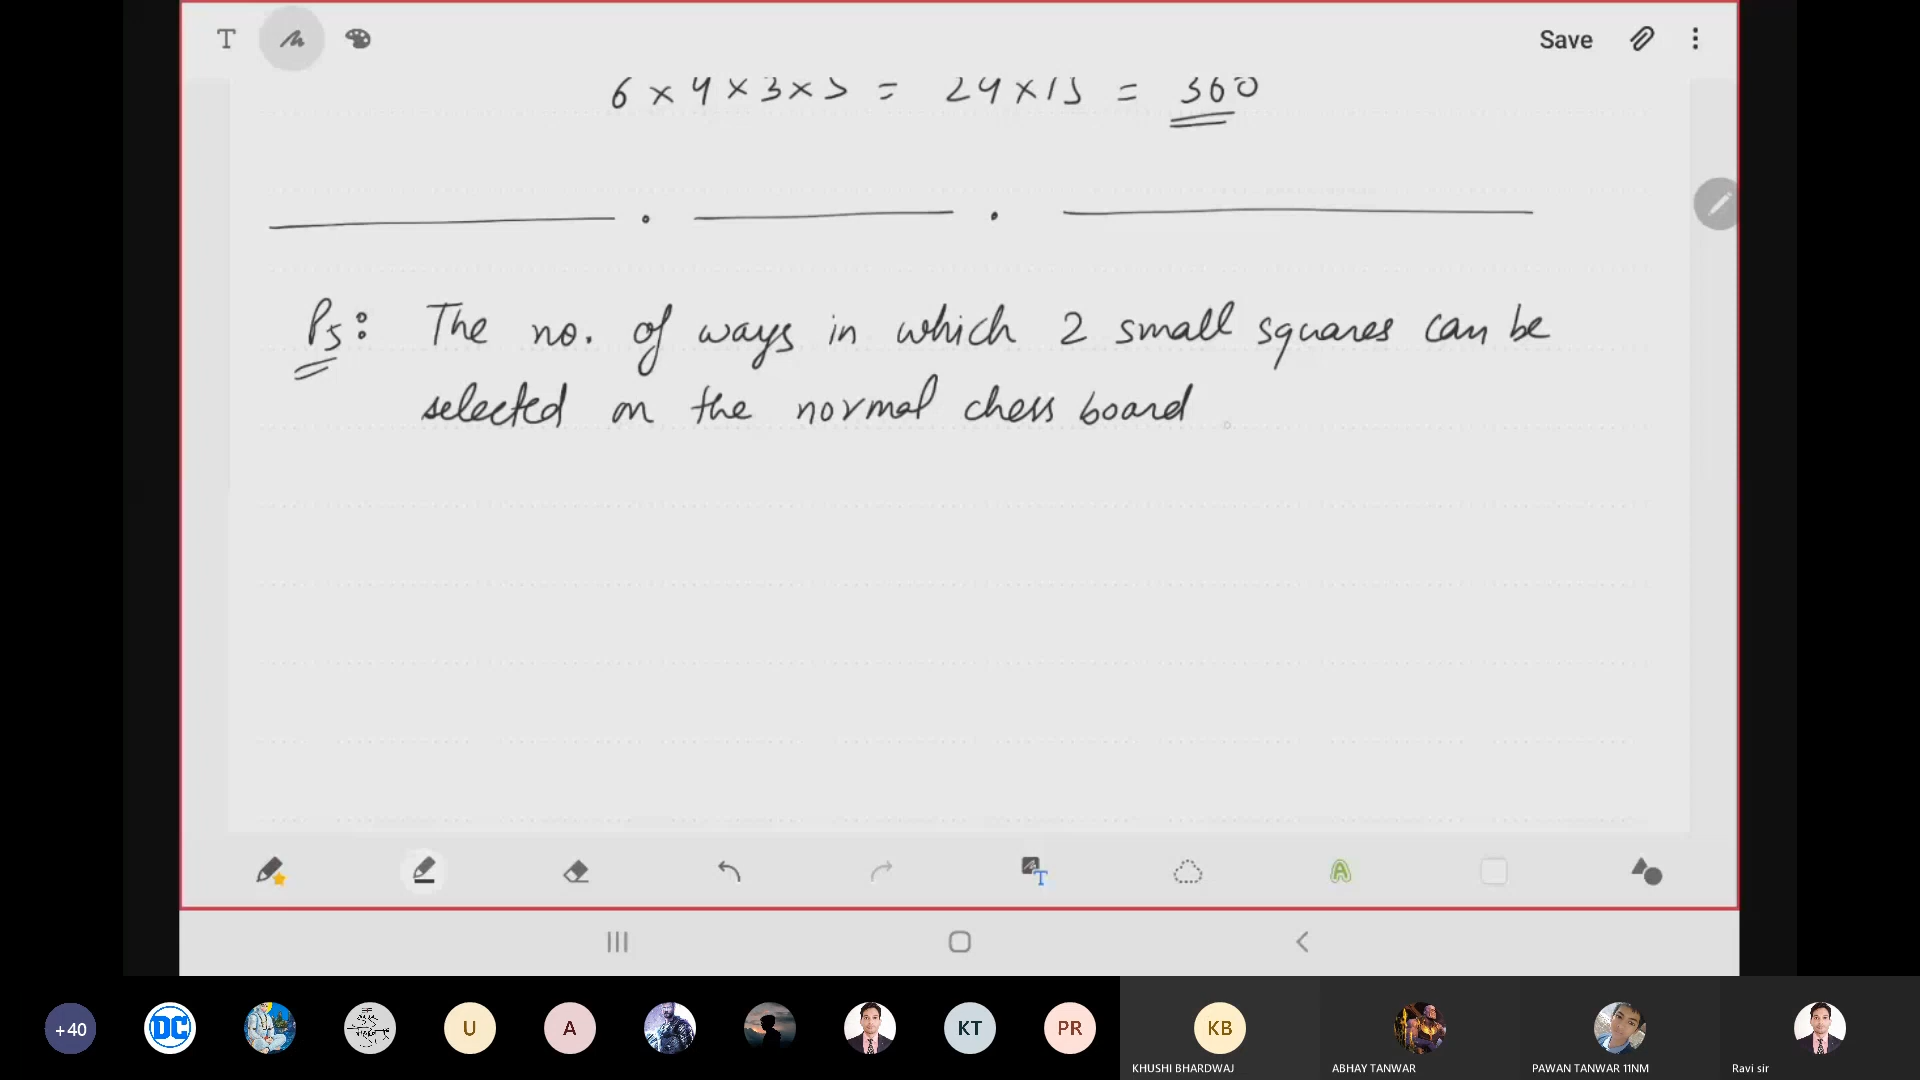 T Save
6 × 4 × 3 × 5 = 24 × 15 = 360
P5: The no. of ways in which 2 small squares can be
selected on the normal chess board
T A
+40 DC U A KT PR KB
KHUSHI BHARDWAJ ABHAY TANWAR PAWAN TANWAR 11NM Ravi sir